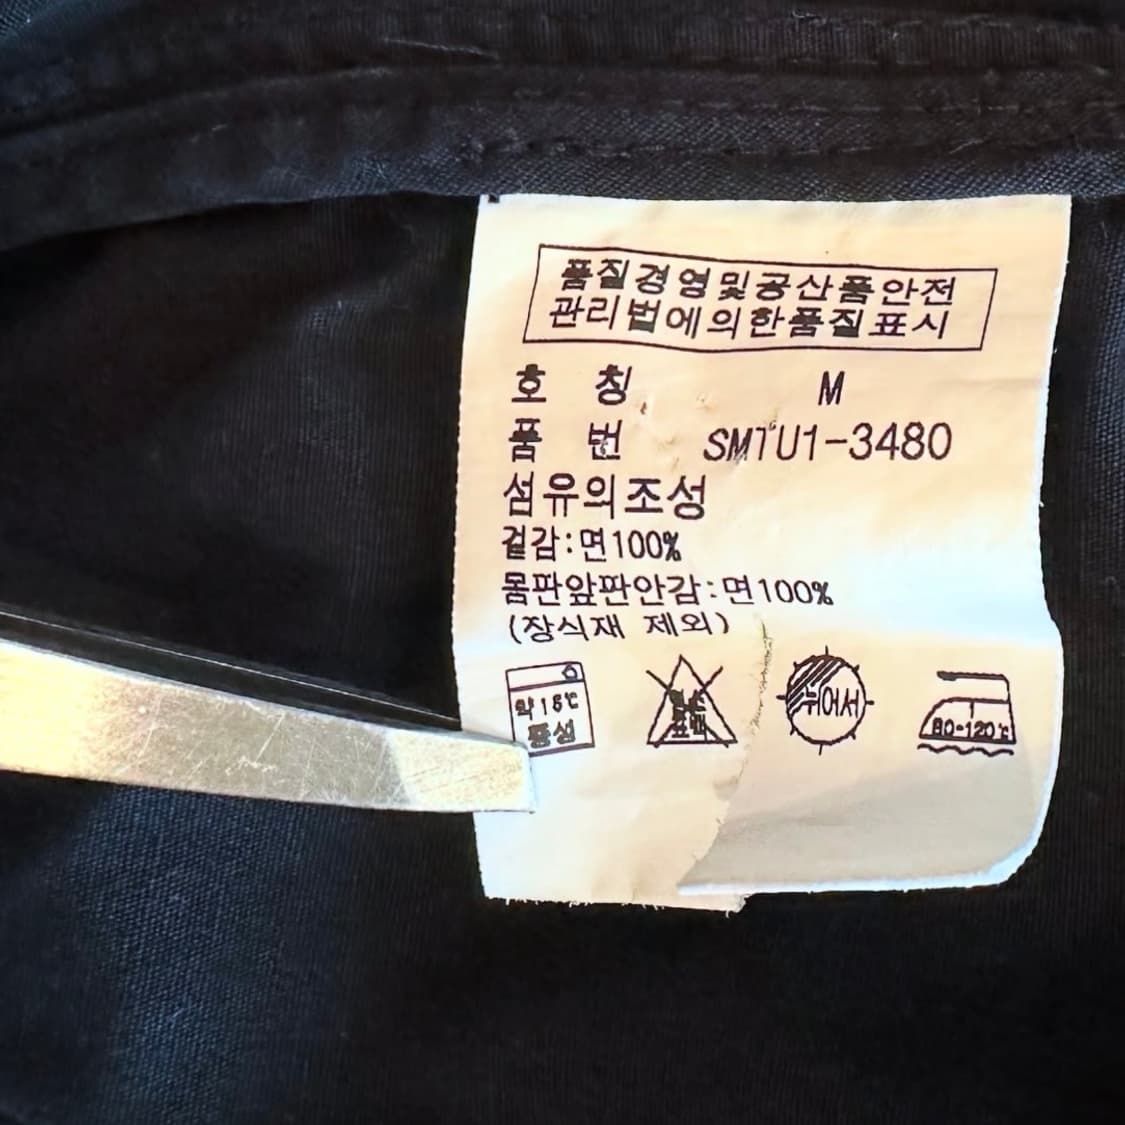 품질경영및공산품안전
관리법에의한품질표시
호 칭 M
품 번 SMTU1-3480
섬유의조성
겉감:면100%
몸판앞판안감:면100%
(장식재 제외)
약 15℃
중성
뉘어서
80-120℃